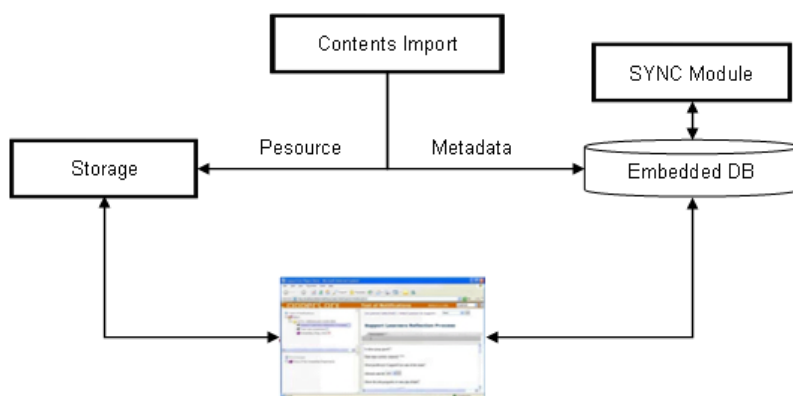 Contents Import
SYNC Module
Pesource
Metadata
Storage
Embedded DB
Support Learners Reflection Process